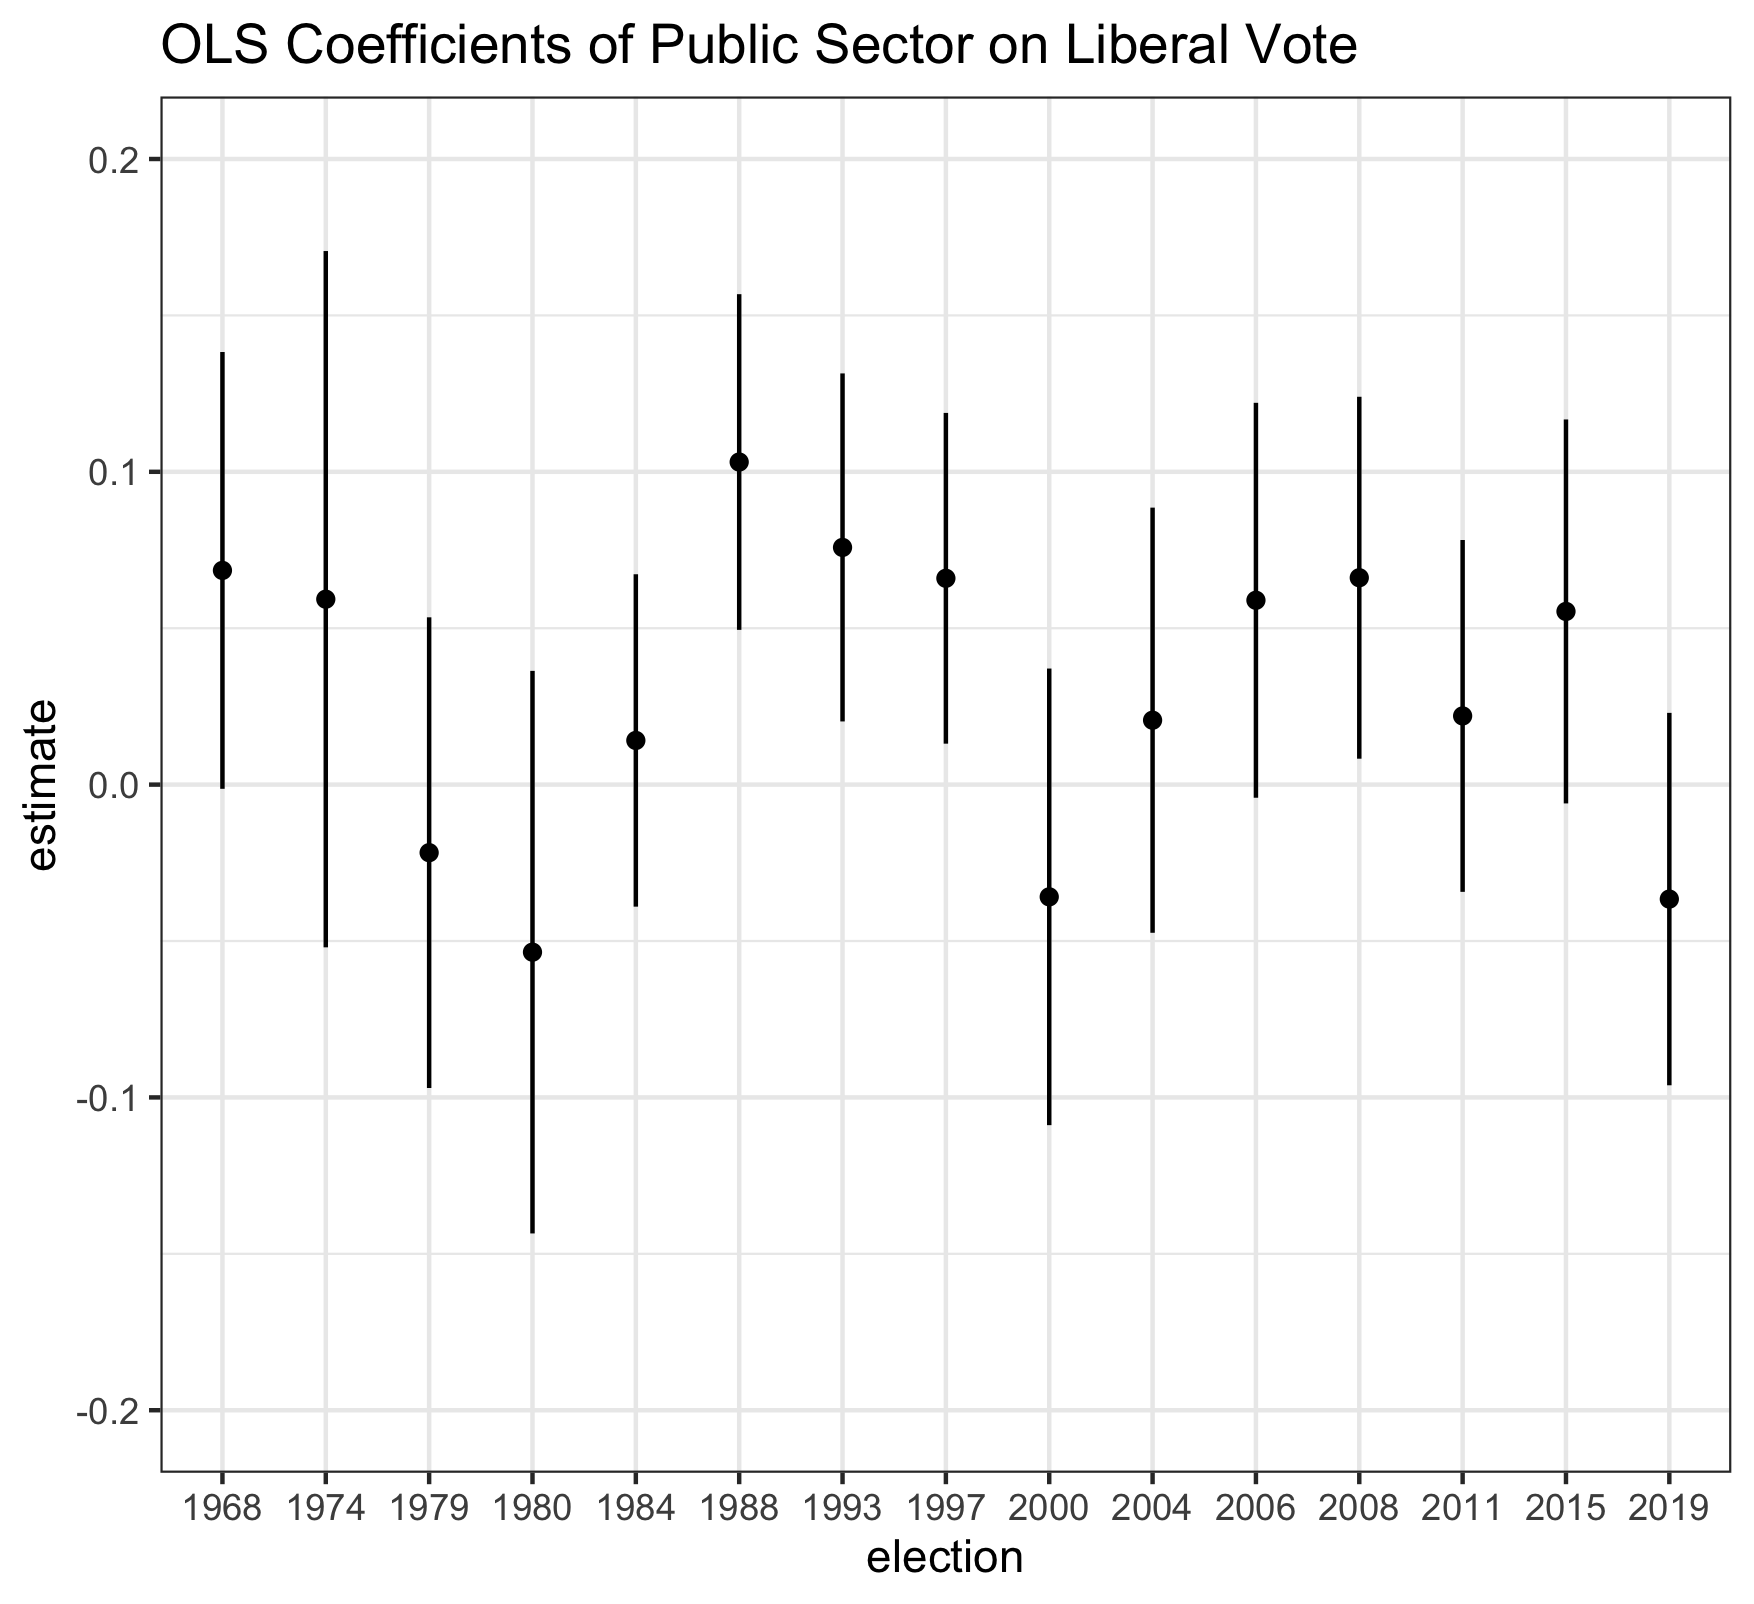 OLS Coefficients of Public Sector on Liberal Vote
estimate
0.2
0.1
0.0
-0.1
-0.2
1968 1974 1979 1980 1984 1988 1993 1997 2000 2004 2006 2008 2011 2015 2019
election